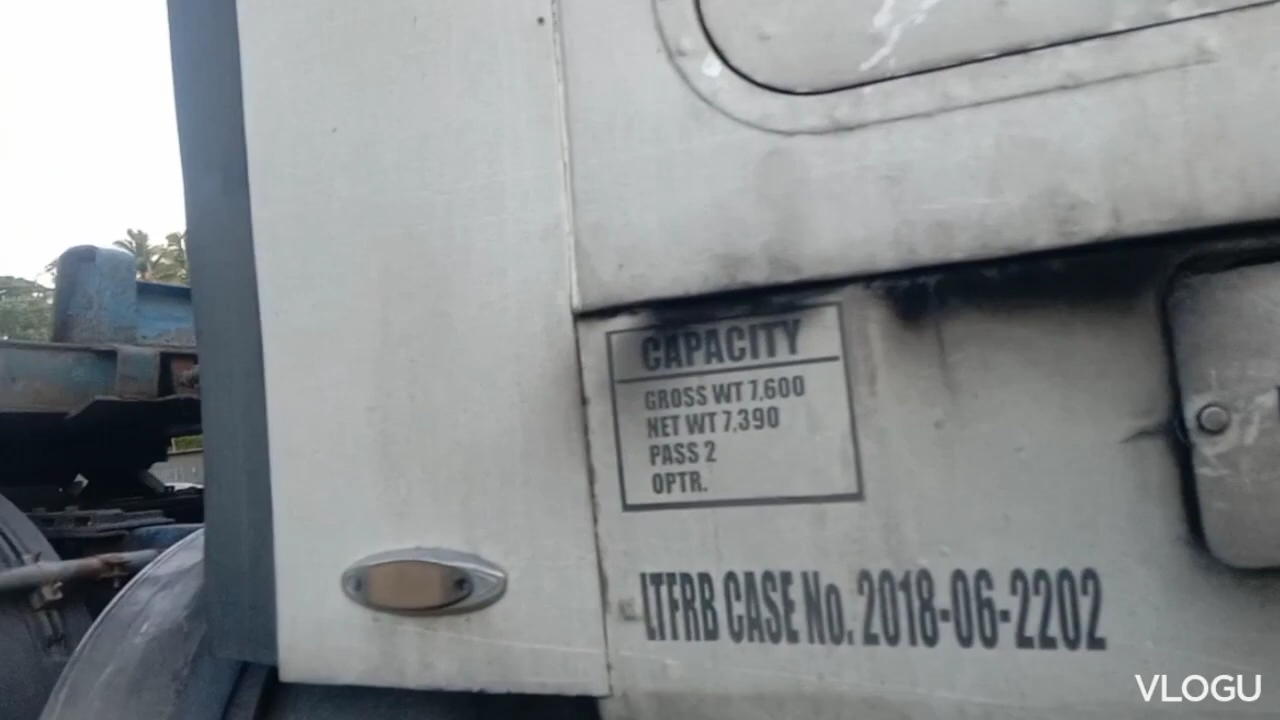 CAPACITY
GROSS WT 7,600
NET WT 7,390
PASS 2
OPTR.
LTFRB CASE No. 2018-06-2202
VLOGU